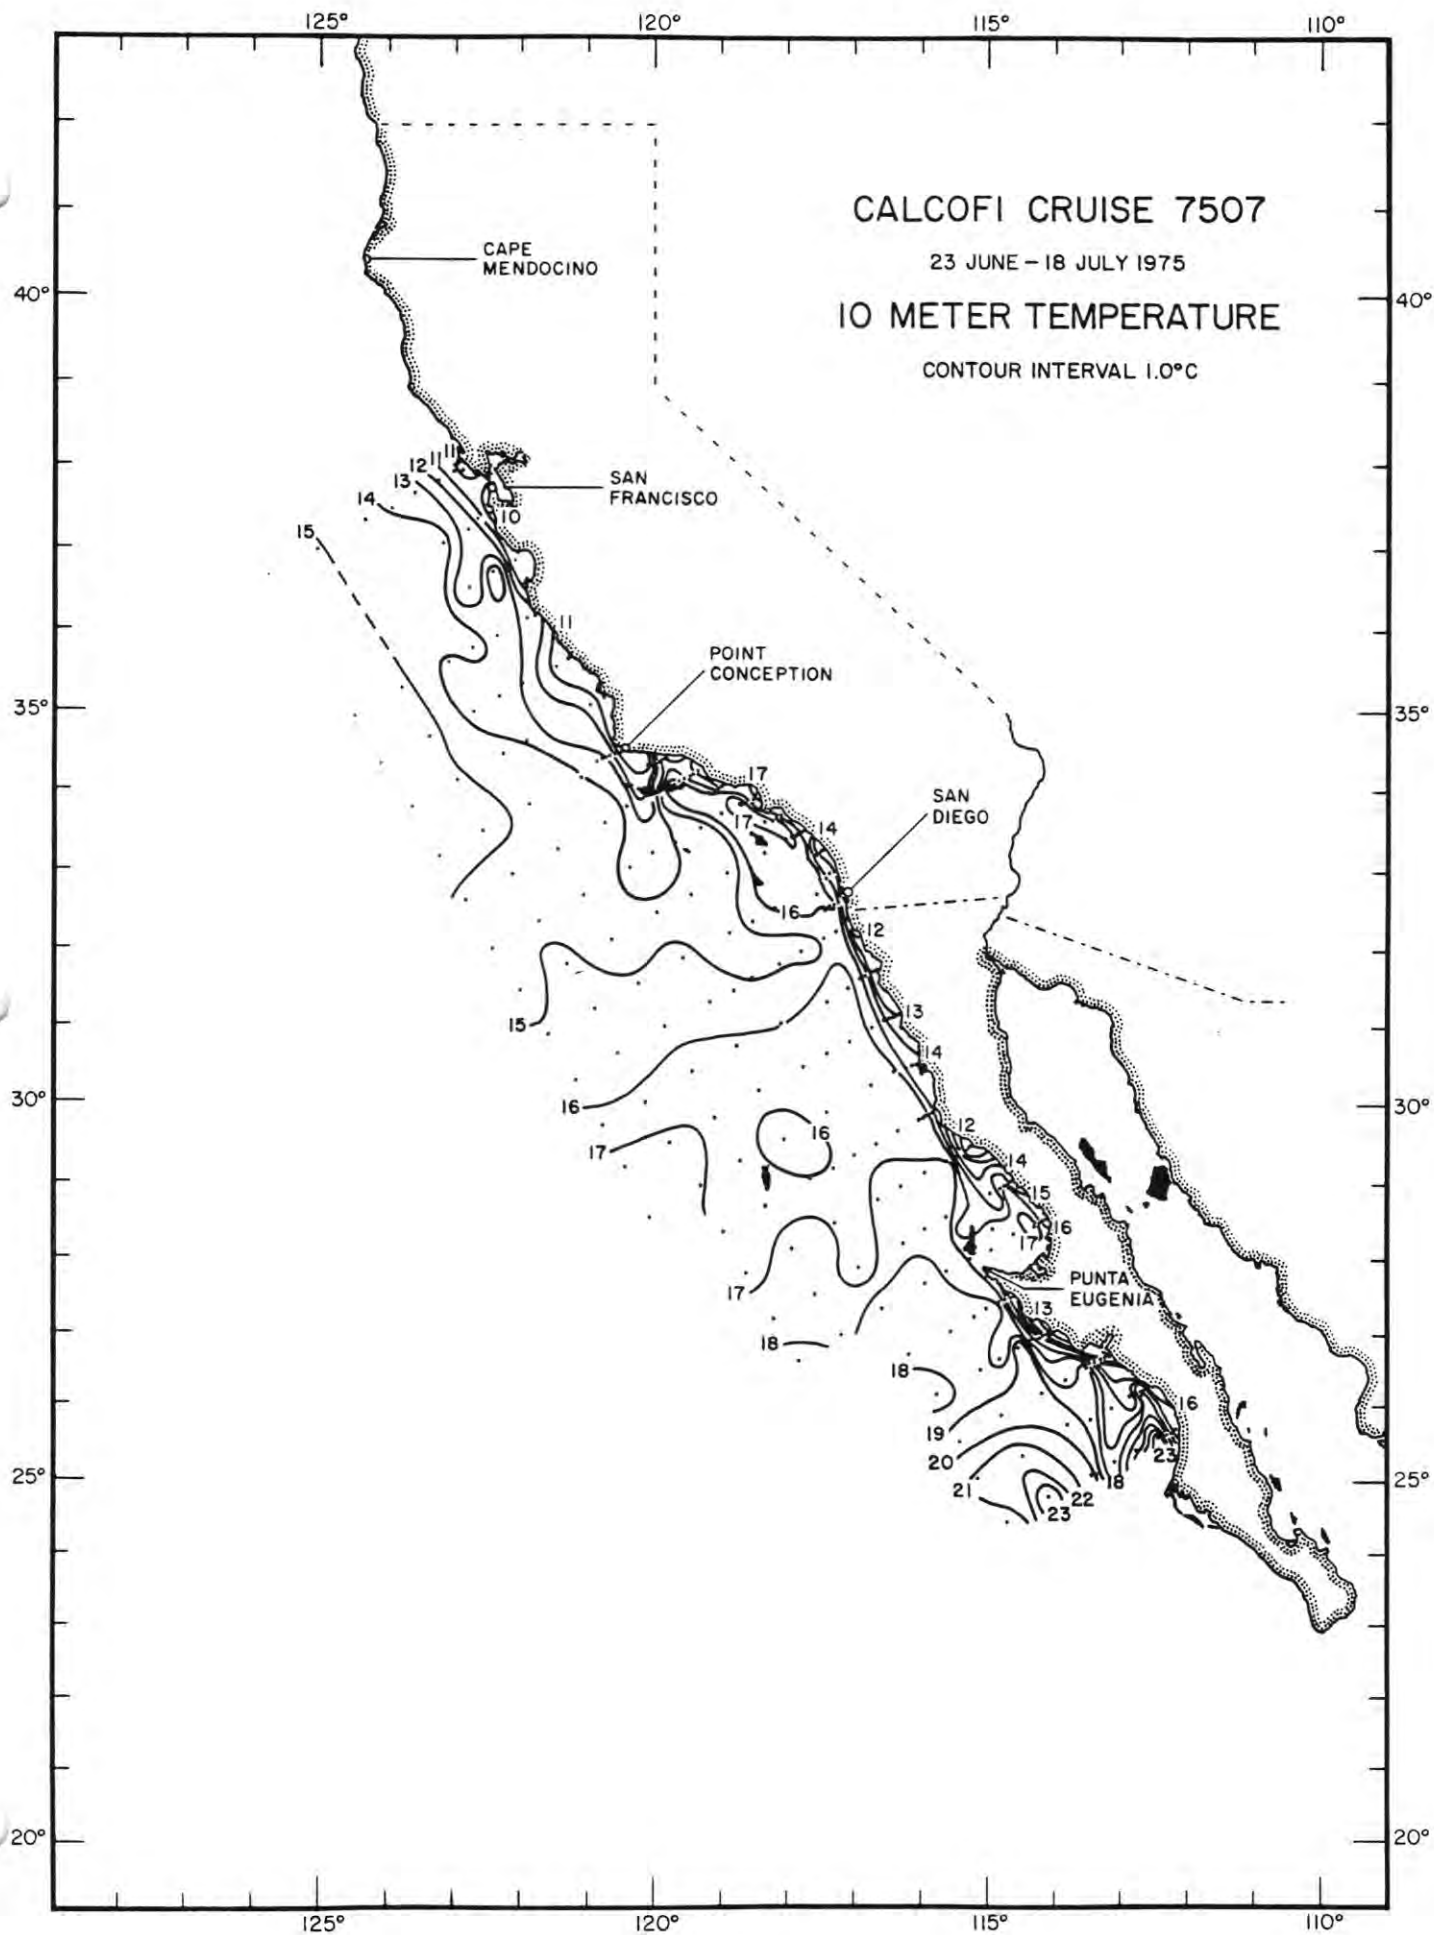 125° 120° 115° 110°
CALCOFI CRUISE 7507
23 JUNE – 18 JULY 1975
10 METER TEMPERATURE
CONTOUR INTERVAL 1.0°C
CAPE
MENDOCINO
40° 40°
SAN
FRANCISCO
14 13 12 11 11
10
15
11
POINT
CONCEPTION
35° 35°
17
SAN
DIEGO
17
14
16
12
15
13
14
16
30° 30°
17
16
12
14
15
16
17
PUNTA
EUGENIA
17
13
18
18
16
19
20
23
21
22
18
23
25° 25°
20° 20°
125° 120° 115° 110°